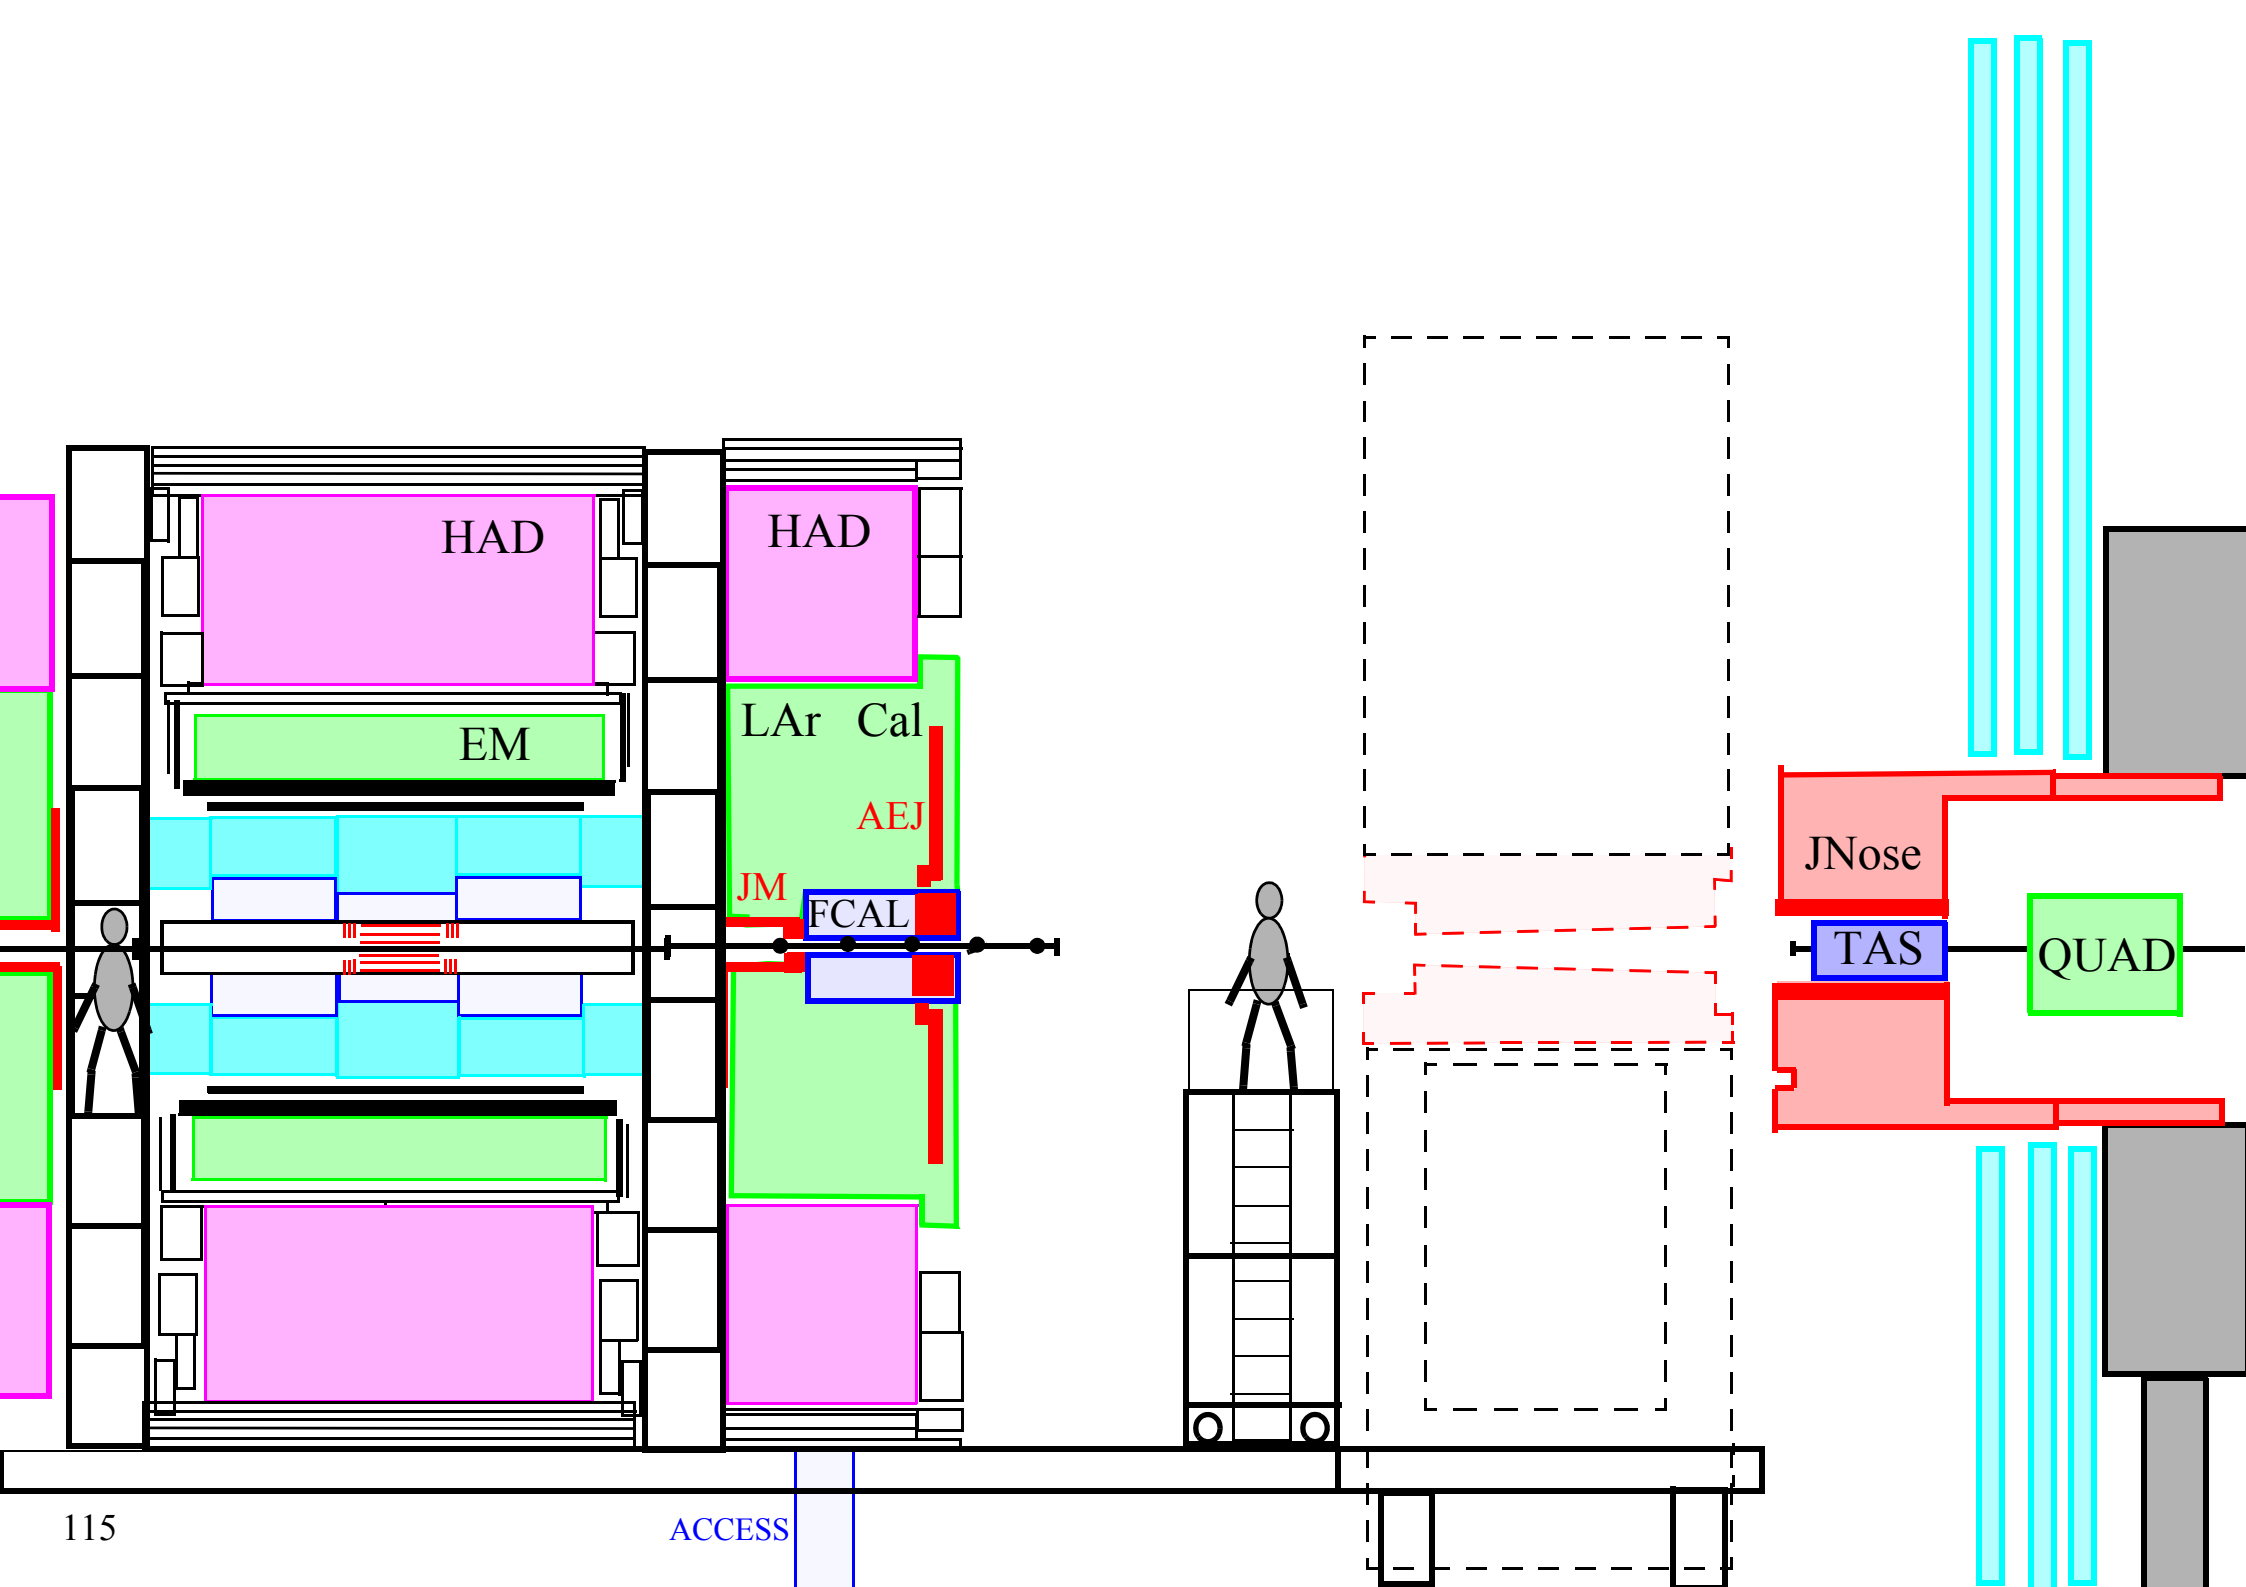 HAD
HAD
LAr Cal
EM
AEJ
JM
FCAL
JNose
TAS
QUAD
115
ACCESS